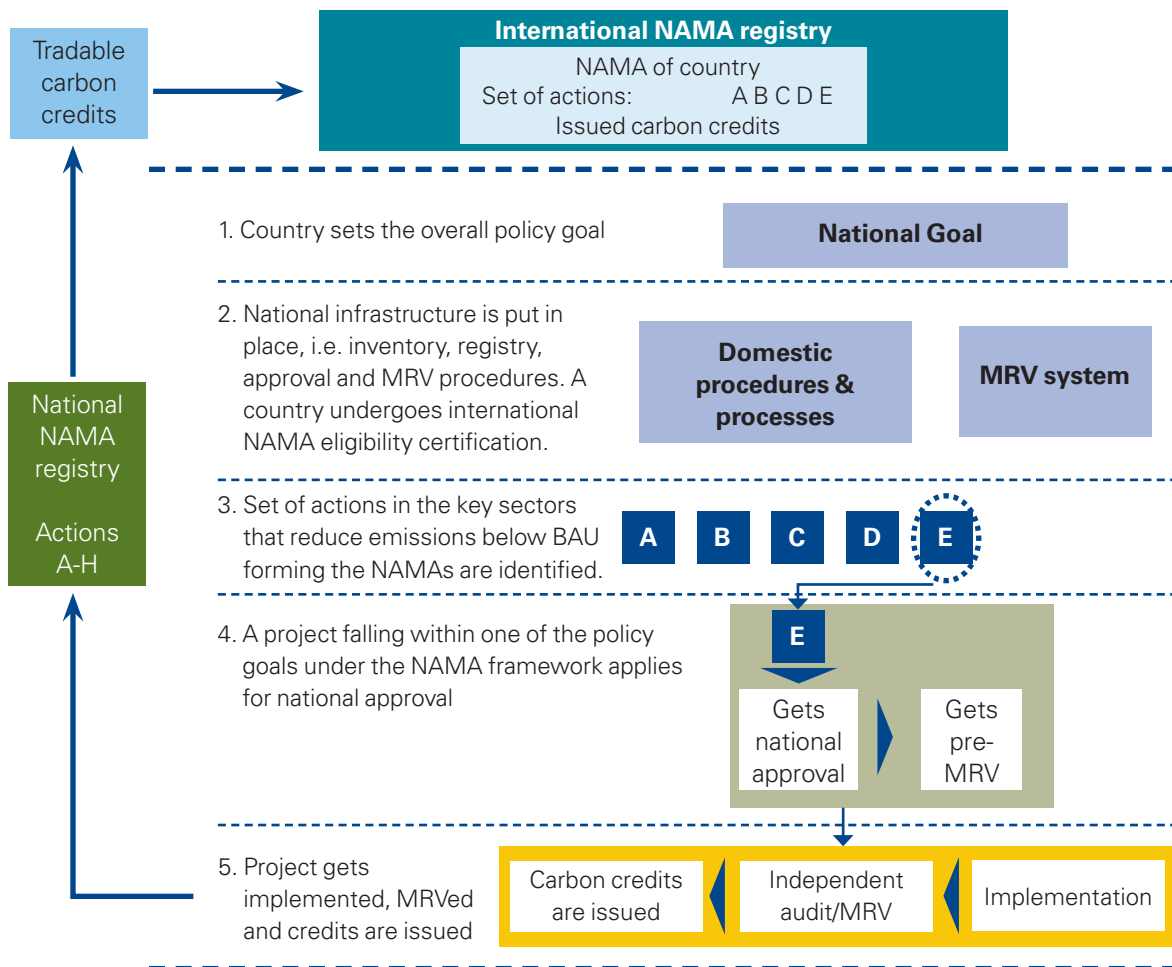 Tradable
carbon
credits
International NAMA registry
NAMA of country
Set of actions: A B C D E
Issued carbon credits
1. Country sets the overall policy goal
National Goal
2. National infrastructure is put in
place, i.e. inventory, registry,
approval and MRV procedures. A
country undergoes international
NAMA eligibility certification.
Domestic
procedures &
processes
MRV system
National
NAMA
registry
Actions
A-H
3. Set of actions in the key sectors
that reduce emissions below BAU
forming the NAMAs are identified.
A B C D E
4. A project falling within one of the policy
goals under the NAMA framework applies
for national approval
E
Gets
national
approval
Gets
pre-
MRV
5. Project gets
implemented, MRVed
and credits are issued
Carbon credits
are issued
Independent
audit/MRV
Implementation